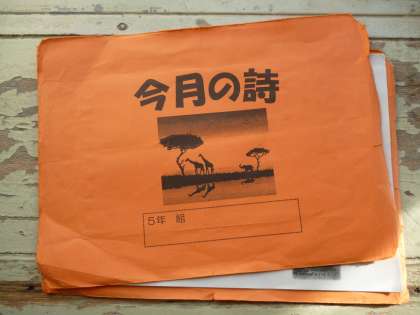 今月の詩
5年 組